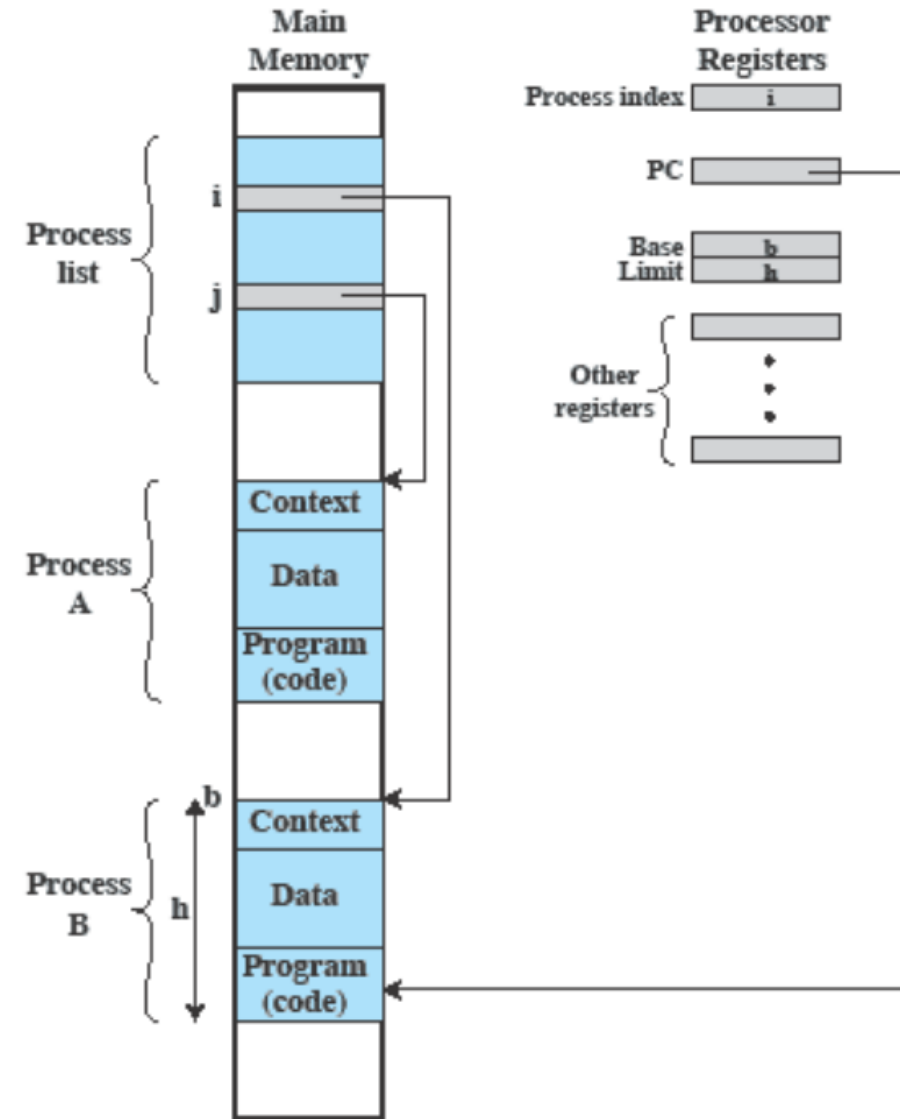 Main
Memory
Processor
Registers
Process index
i
PC
Base
b
Limit
h
Other
registers
Process
list
i
j
Process
A
Context
Data
Program
(code)
Process
B
b
h
Context
Data
Program
(code)